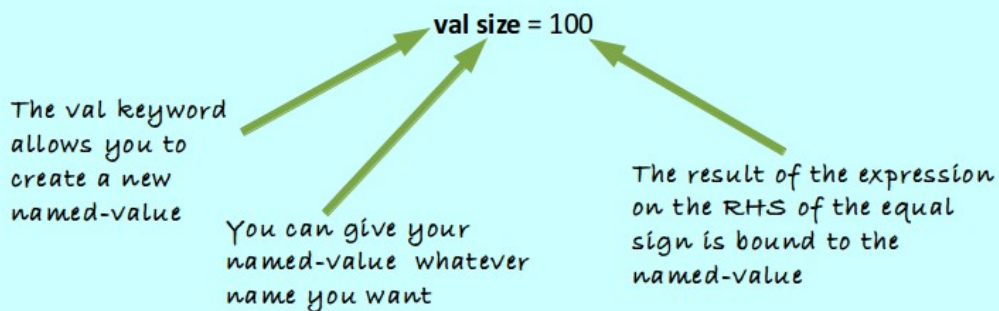 val size = 100
The val keyword
allows you to
create a new
named-value
You can give your
named-value whatever
name you want
The result of the expression
on the RHS of the equal
sign is bound to the
named-value